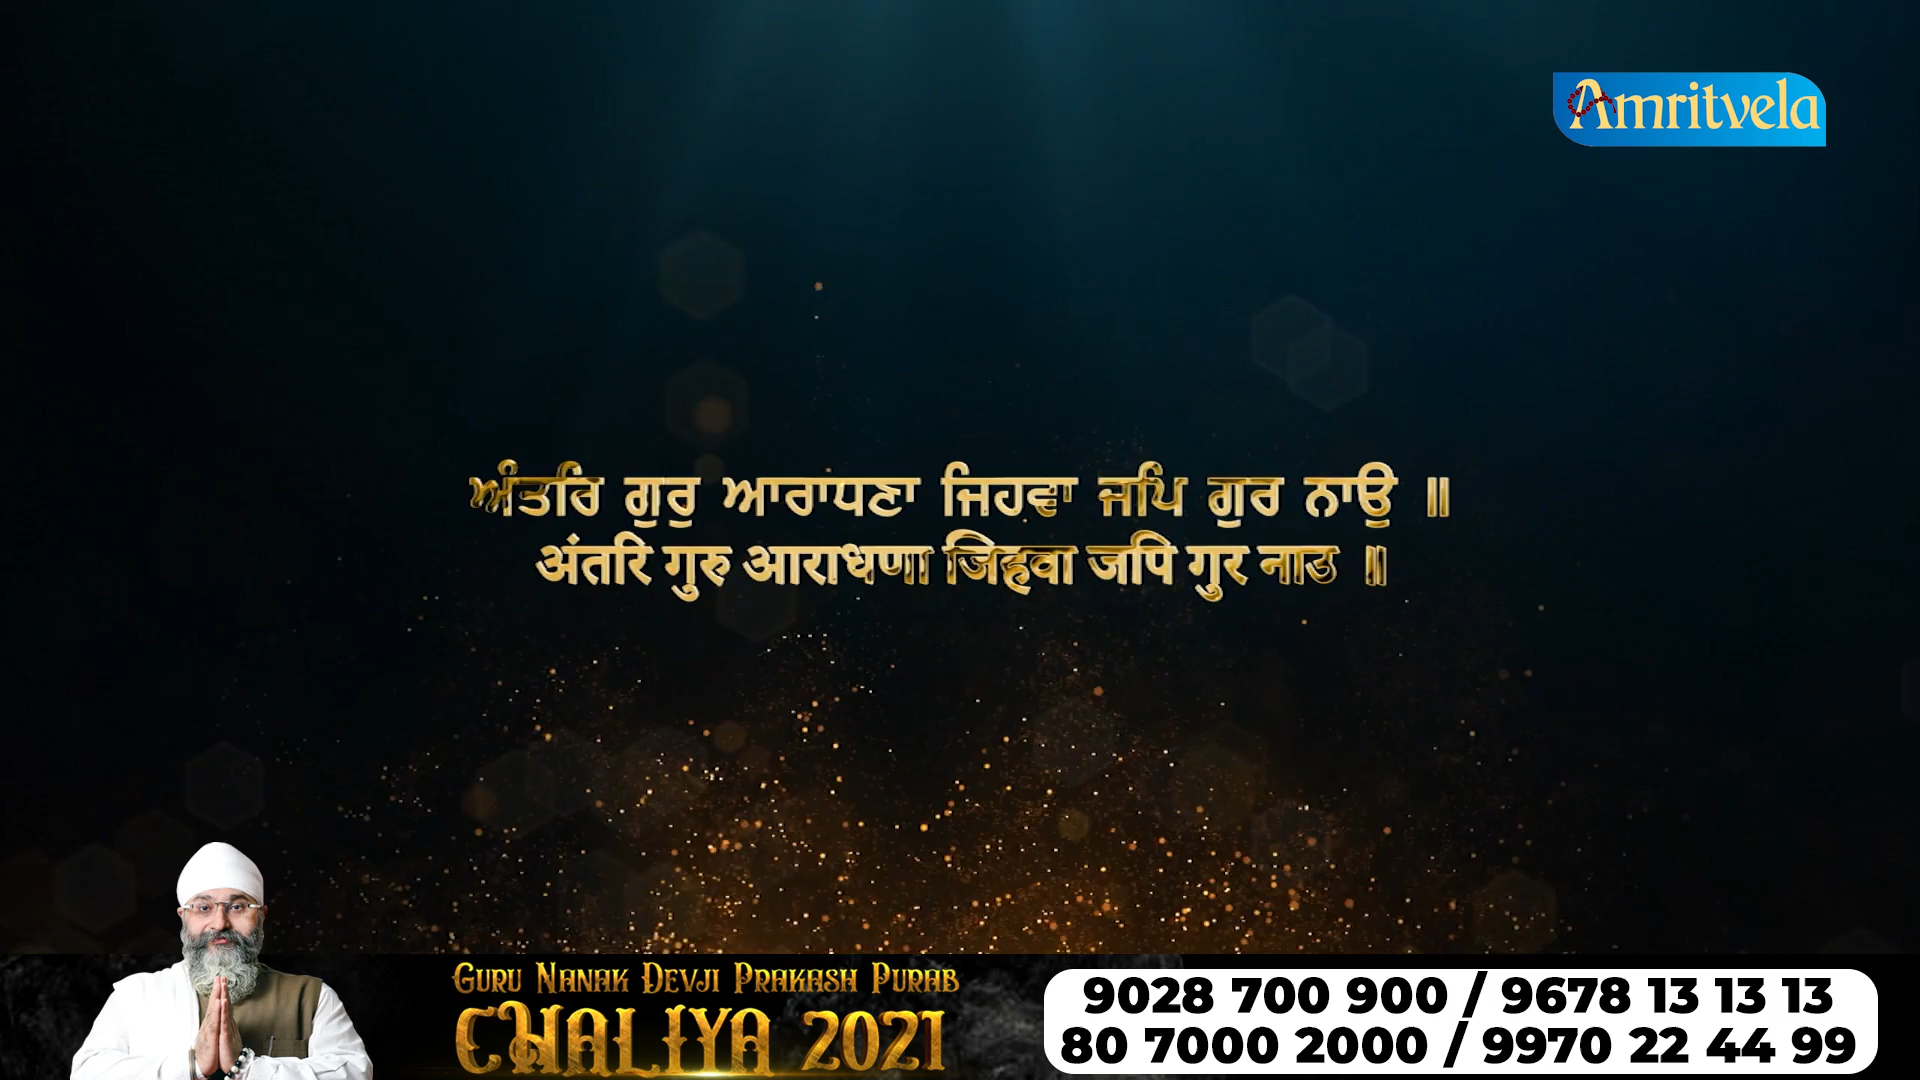 Amritvela
ਅੰਤਰਿ ਗੁਰੁ ਆਰਾਧਣਾ ਜਿਹਵਾ ਜਪਿ ਗੁਰ ਨਾਉ ॥
अंतरि गुरु आराधणा जिहवा जपि गुर नाउ ॥
Guru Nanak Devji Prakash Purab
CHALIYA 2021
9028 700 900 / 9678 13 13 13
80 7000 2000 / 9970 22 44 99